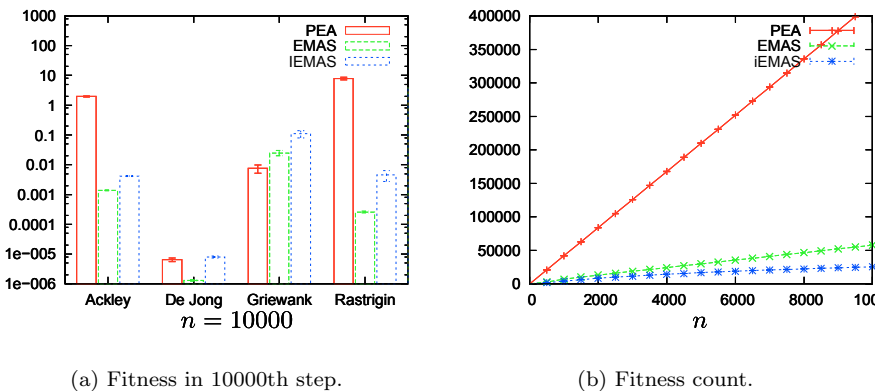 1000
100
10
1
0.1
0.01
0.001
0.0001
1e-005
1e-006
PEA
EMAS
IEMAS
Ackley De Jong Griewank Rastrigin
n = 10000
(a) Fitness in 10000th step.
400000
350000
300000
250000
200000
150000
100000
50000
0
PEA
EMAS
iEMAS
0 2000 4000 6000 8000 1000
n
(b) Fitness count.